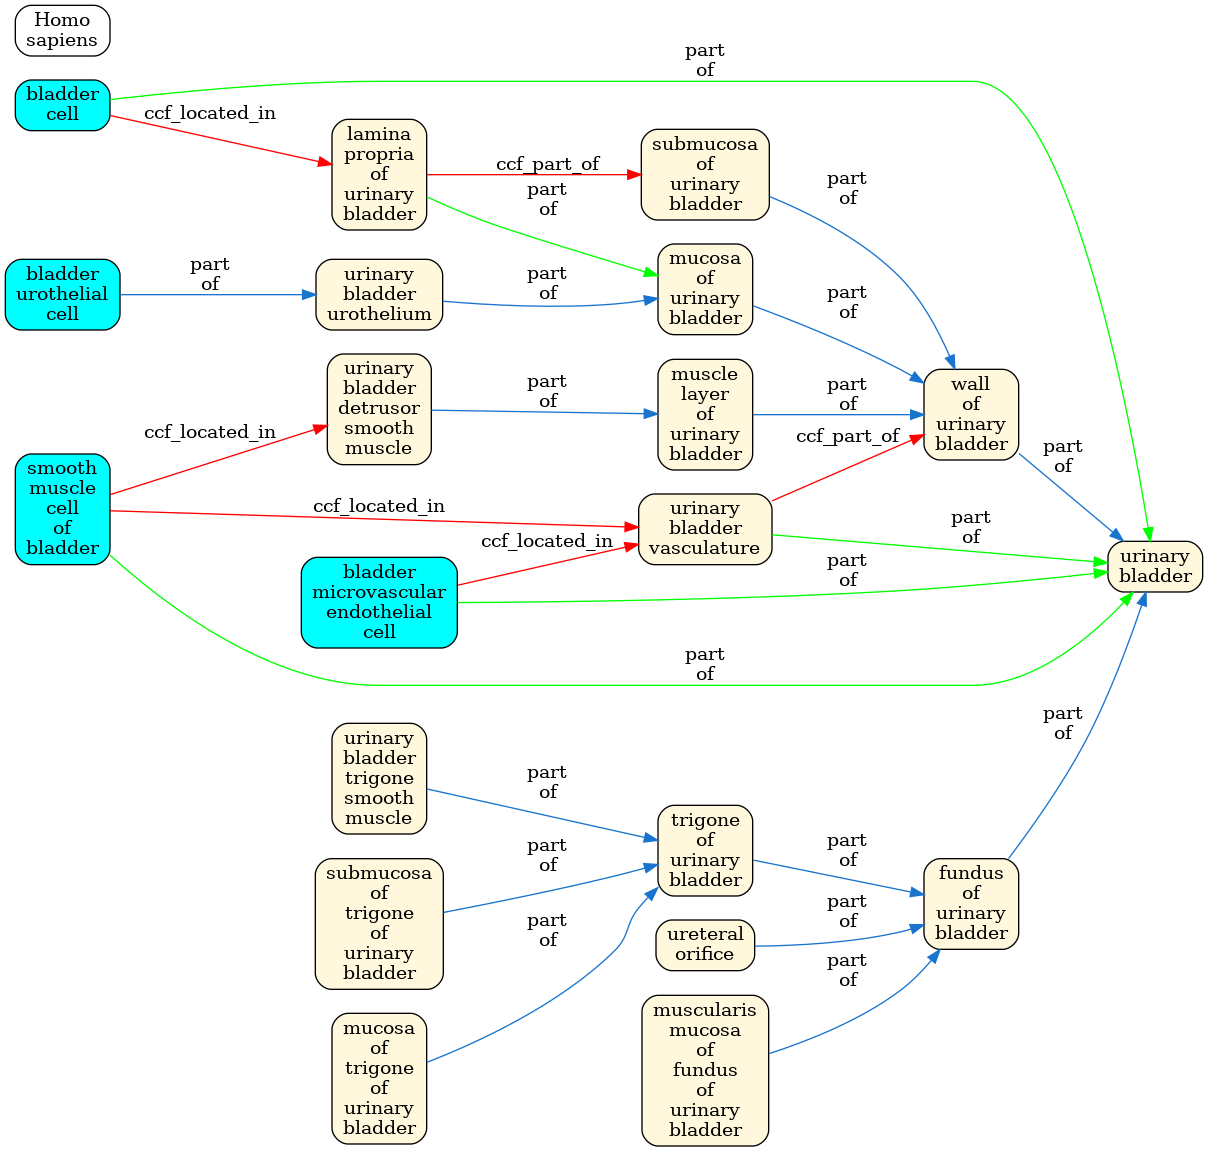 Homo
sapiens
bladder
cell
part
of
ccf_located_in
lamina
propria
of
urinary
bladder
ccf_part_of
part
of
submucosa
of
urinary
bladder
part
of
bladder
urothelial
cell
part
of
urinary
bladder
urothelium
part
of
mucosa
of
urinary
bladder
part
of
urinary
bladder
detrusor
smooth
muscle
part
of
muscle
layer
of
urinary
bladder
part
of
wall
of
urinary
bladder
part
of
smooth
muscle
cell
of
bladder
ccf_located_in
ccf_located_in
ccf_located_in
urinary
bladder
vasculature
ccf_part_of
part
of
bladder
microvascular
endothelial
cell
part
of
urinary
bladder
part
of
urinary
bladder
trigone
smooth
muscle
part
of
submucosa
of
trigone
of
urinary
bladder
part
of
mucosa
of
trigone
of
urinary
bladder
part
of
trigone
of
urinary
bladder
part
of
ureteral
orifice
part
of
muscularis
mucosa
of
fundus
of
urinary
bladder
part
of
fundus
of
urinary
bladder
part
of